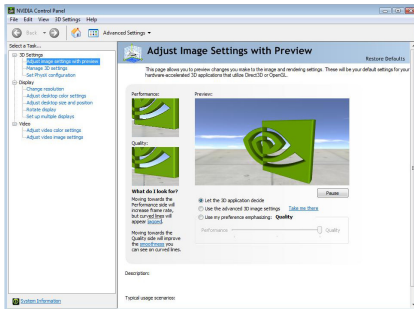 NVIDIA Control Panel
File Edit View 3D Settings Help
Back
Advanced Settings
Select a Task...
3D Settings
Adjust image settings with preview
Manage 3D settings
Set PhysX configuration
Display
Change resolution
Adjust desktop color settings
Adjust desktop size and position
Rotate display
Set up multiple displays
Video
Adjust video color settings
Adjust video image settings
System Information
Adjust Image Settings with Preview
Restore Defaults
This page allows you to preview changes you make to the image and rendering settings. These will be your default settings for your
hardware-accelerated 3D applications that utilize Direct3D or OpenGL.
Performance:
Preview:
Quality:
What do I look for?
Moving towards the
Performance side will
increase frame rate,
but curved lines will
appear jagged.
Moving towards the
Quality side will improve
the smoothness you
can see on curved lines.
Pause
Let the 3D application decide
Use the advanced 3D image settings Take me there
Use my preference emphasizing: Quality
Performance Quality
Description:
Typical usage scenarios: